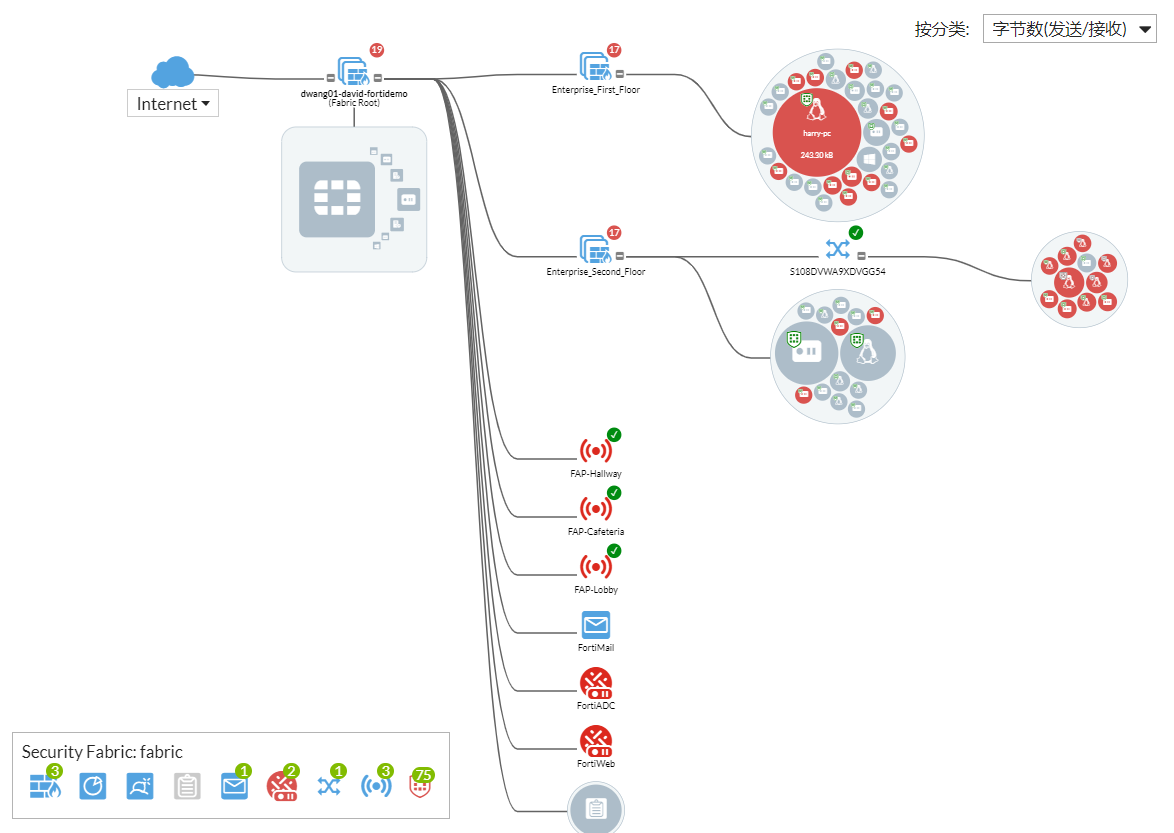 按分类: 字节数(发送/接收)
19
17
Internet
dwang01-david-fortidemo
(Fabric Root)
Enterprise_First_Floor
harry-pc
243.30 kB
17
Enterprise_Second_Floor
S108DVWA9XDVGG54
FAP-Hallway
FAP-Cafeteria
FAP-Lobby
FortiMail
FortiADC
FortiWeb
Security Fabric: fabric
3 1 2 1 3 75